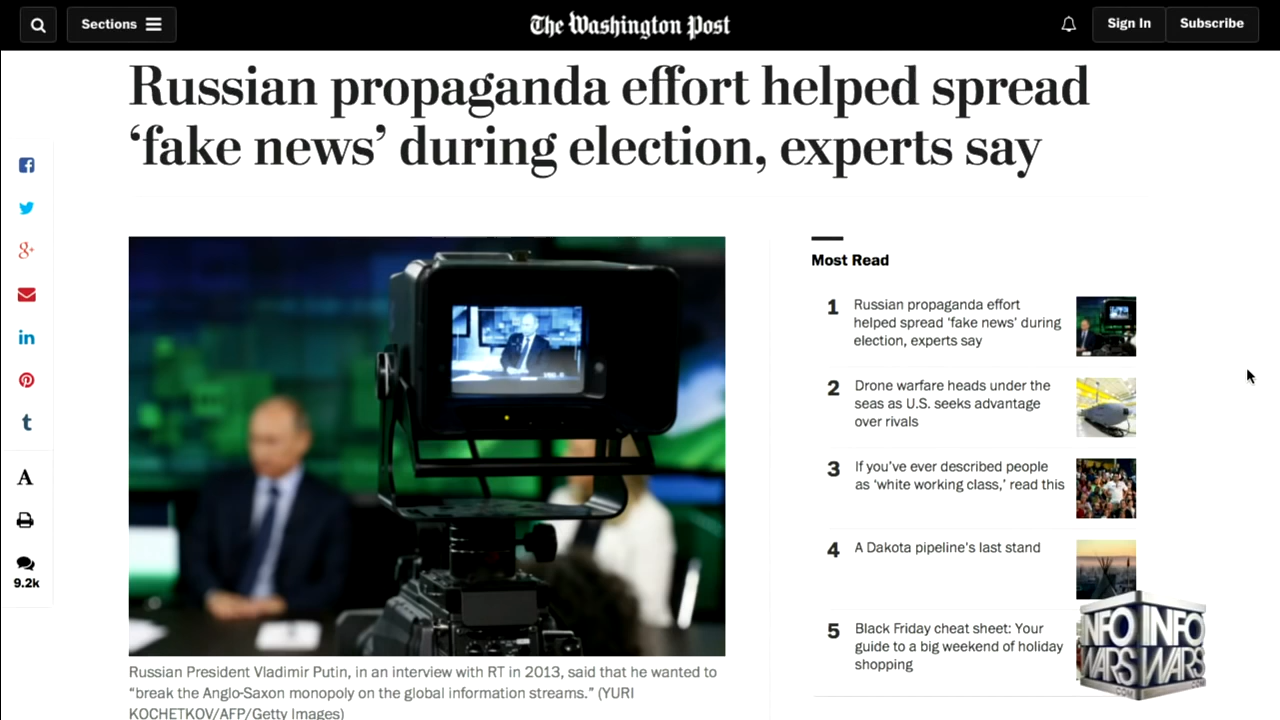 Sections
The Washington Post
Sign In
Subscribe
Russian propaganda effort helped spread
‘fake news’ during election, experts say
Most Read
1
Russian propaganda effort
helped spread ‘fake news’ during
election, experts say
2
Drone warfare heads under the
seas as U.S. seeks advantage
over rivals
3
If you’ve ever described people
as ‘white working class,’ read this
4
A Dakota pipeline's last stand
5
Black Friday cheat sheet: Your
guide to a big weekend of holiday
shopping
A
9.2k
Russian President Vladimir Putin, in an interview with RT in 2013, said that he wanted to
“break the Anglo-Saxon monopoly on the global information streams.” (YURI
KOCHETKOV/AFP/Getty Images)
NFO INFO
WARS WARS
.COM .COM